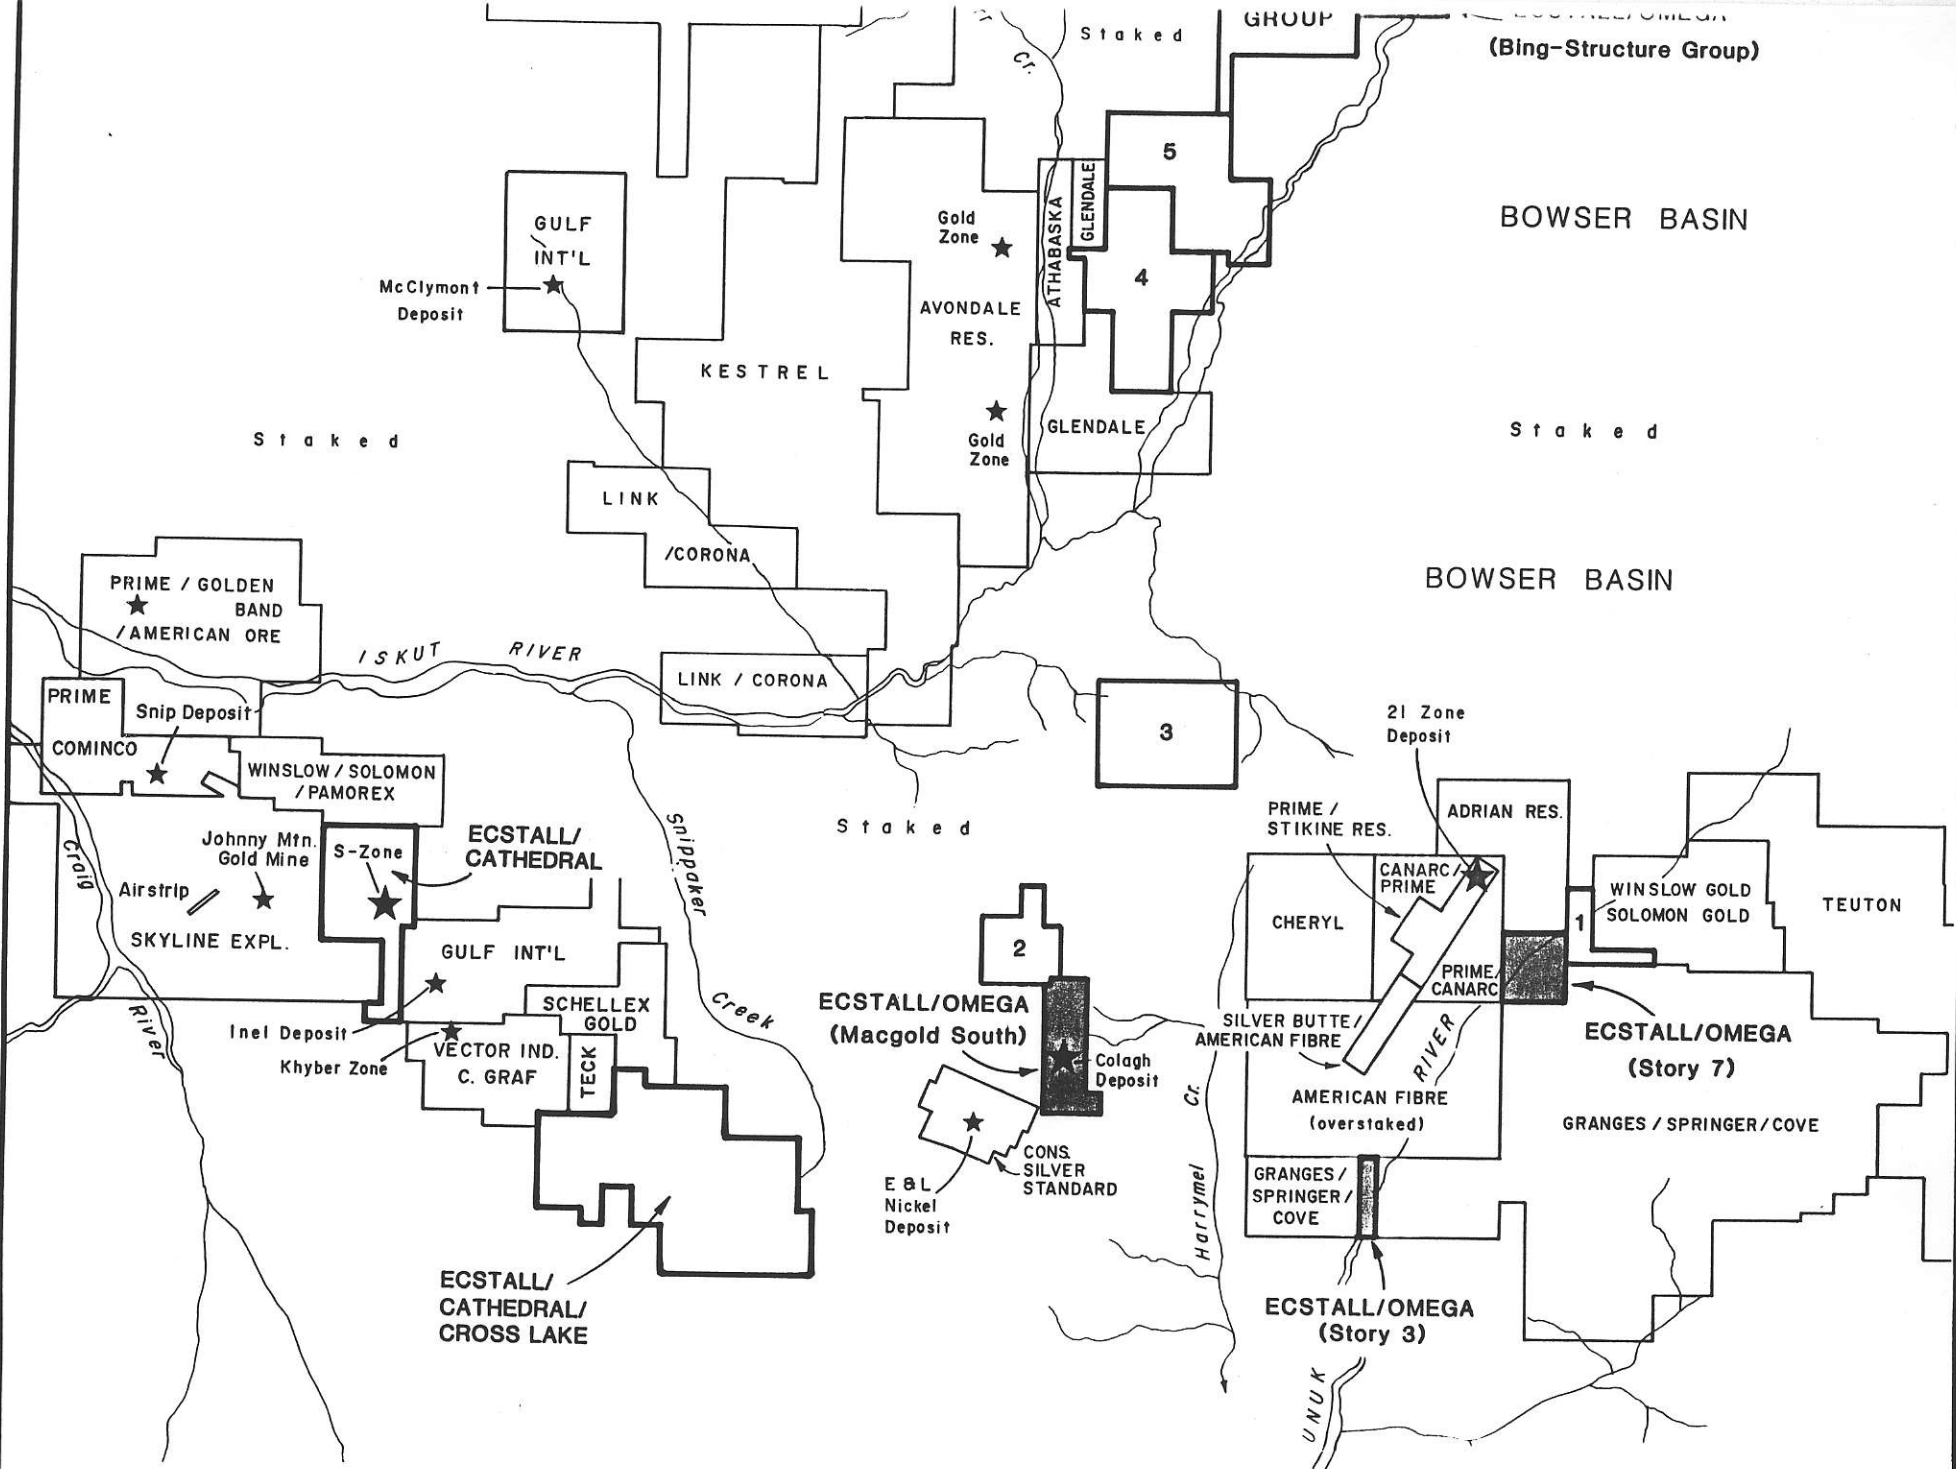 GROUP
(Bing-Structure Group)
Staked
Cr.
5
GLENDALE
ATHABASKA
Gold
Zone
BOWSER BASIN
GULF
INT'L
4
McClymont
Deposit
AVONDALE
RES.
KESTREL
GLENDALE
Gold
Zone
Staked
Staked
LINK
/CORONA
PRIME / GOLDEN
BAND
/AMERICAN ORE
BOWSER BASIN
ISKUT RIVER
LINK / CORONA
PRIME
Snip Deposit
COMINCO
3
21 Zone
Deposit
WINSLOW / SOLOMON
/ PAMOREX
Snippaker
Creek
Staked
PRIME /
STIKINE RES.
ADRIAN RES.
Johnny Mtn.
Gold Mine
S-Zone
ECSTALL/
CATHEDRAL
Craig
River
Airstrip
SKYLINE EXPL.
CANARC/
PRIME
CHERYL
1
WINSLOW GOLD
SOLOMON GOLD
TEUTON
GULF INT'L
2
PRIME/
CANARC
SCHELLEX
GOLD
ECSTALL/OMEGA
(Macgold South)
Inel Deposit
Khyber Zone
VECTOR IND.
C. GRAF
TECK
Colagh
Deposit
SILVER BUTTE/
AMERICAN FIBRE
RIVER
ECSTALL/OMEGA
(Story 7)
AMERICAN FIBRE
(overstaked)
GRANGES / SPRINGER / COVE
Cr.
Harrymel
CONS.
SILVER
STANDARD
E & L
Nickel
Deposit
GRANGES/
SPRINGER/
COVE
ECSTALL/
CATHEDRAL/
CROSS LAKE
ECSTALL/OMEGA
(Story 3)
UNUK